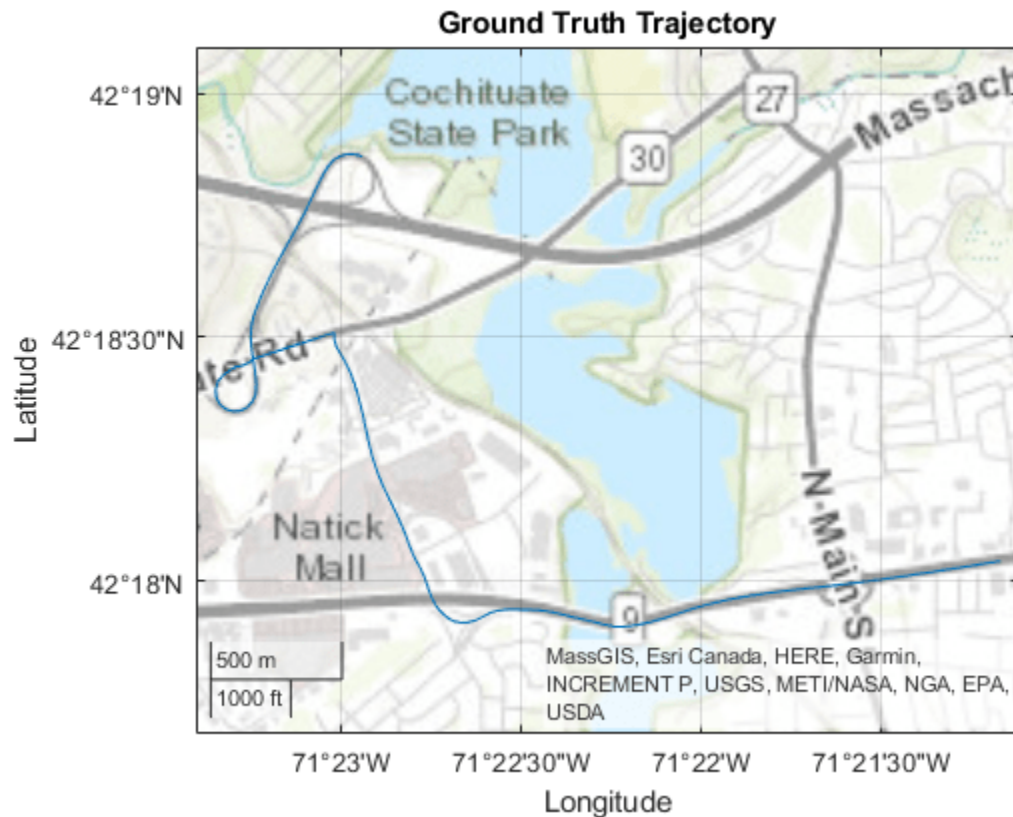 Ground Truth Trajectory
42°19'N
Cochituate
State Park
27
Massach
30
42°18'30"N
ate Rd
Latitude
Natick
Mall
N-Main-S
42°18'N
9
500 m
1000 ft
MassGIS, Esri Canada, HERE, Garmin,
INCREMENT P, USGS, METI/NASA, NGA, EPA,
USDA
71°23'W
71°22'30"W
71°22'W
71°21'30"W
Longitude